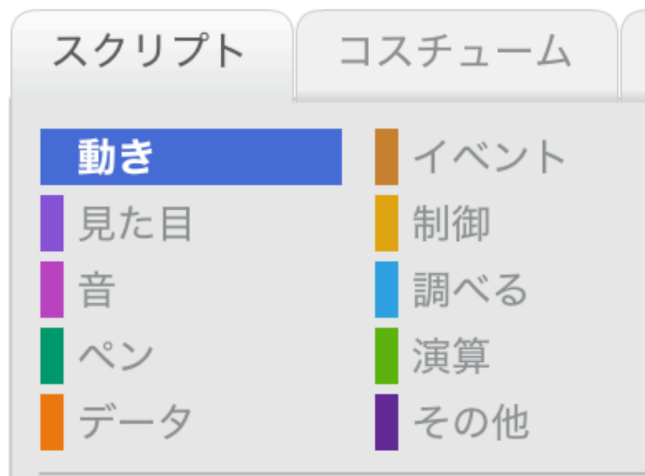 スクリプト コスチューム
動き イベント
見た目 制御
音 調べる
ペン 演算
データ その他